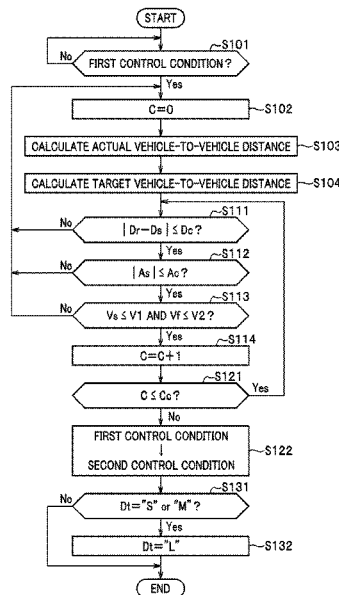 START
S101
No
FIRST CONTROL CONDITION?
Yes
C=0
S102
CALCULATE ACTUAL VEHICLE-TO-VEHICLE DISTANCE
S103
CALCULATE TARGET VEHICLE-TO-VEHICLE DISTANCE
S104
S111
No
|Dr-Ds|≤Dc?
Yes
S112
No
|As|≤Ac?
Yes
S113
No
Vs≤V1 AND Vf≤V2?
Yes
S114
C=C+1
S121
C≤Cc?
Yes
No
FIRST CONTROL CONDITION
↓
SECOND CONTROL CONDITION
S122
S131
No
Dt="S" or "M"?
Yes
Dt="L"
S132
END